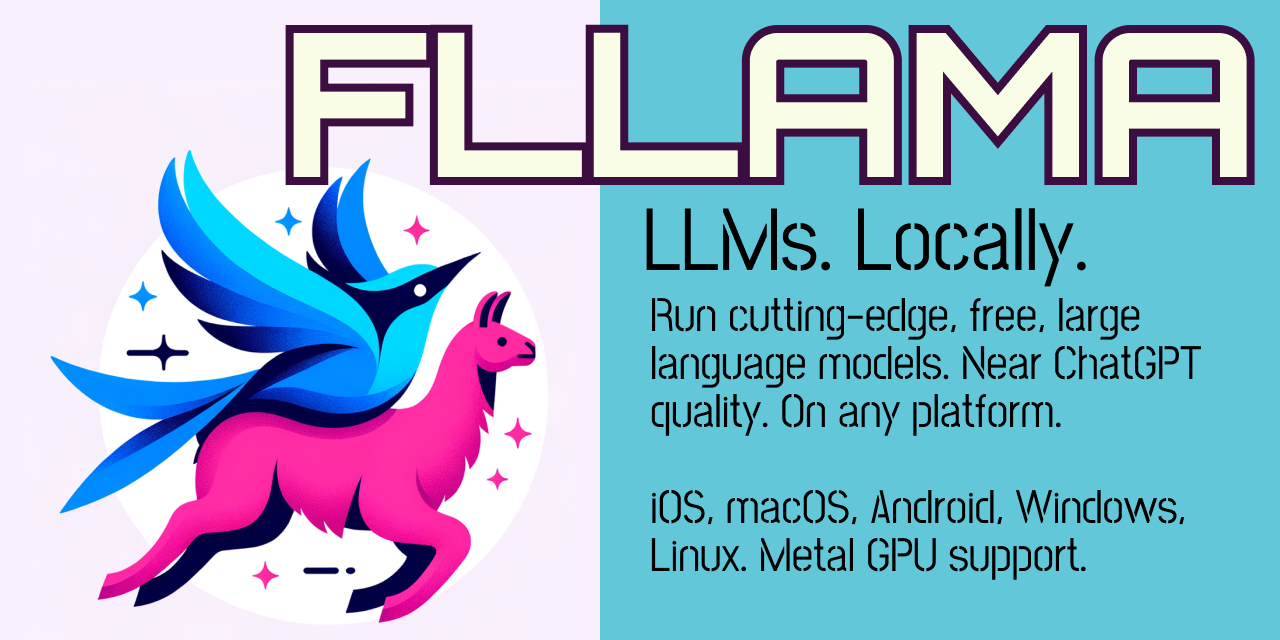 FLLAMA
LLMs. Locally.
Run cutting-edge, free, large
language models. Near ChatGPT
quality. On any platform.
iOS, macOS, Android, Windows,
Linux. Metal GPU support.